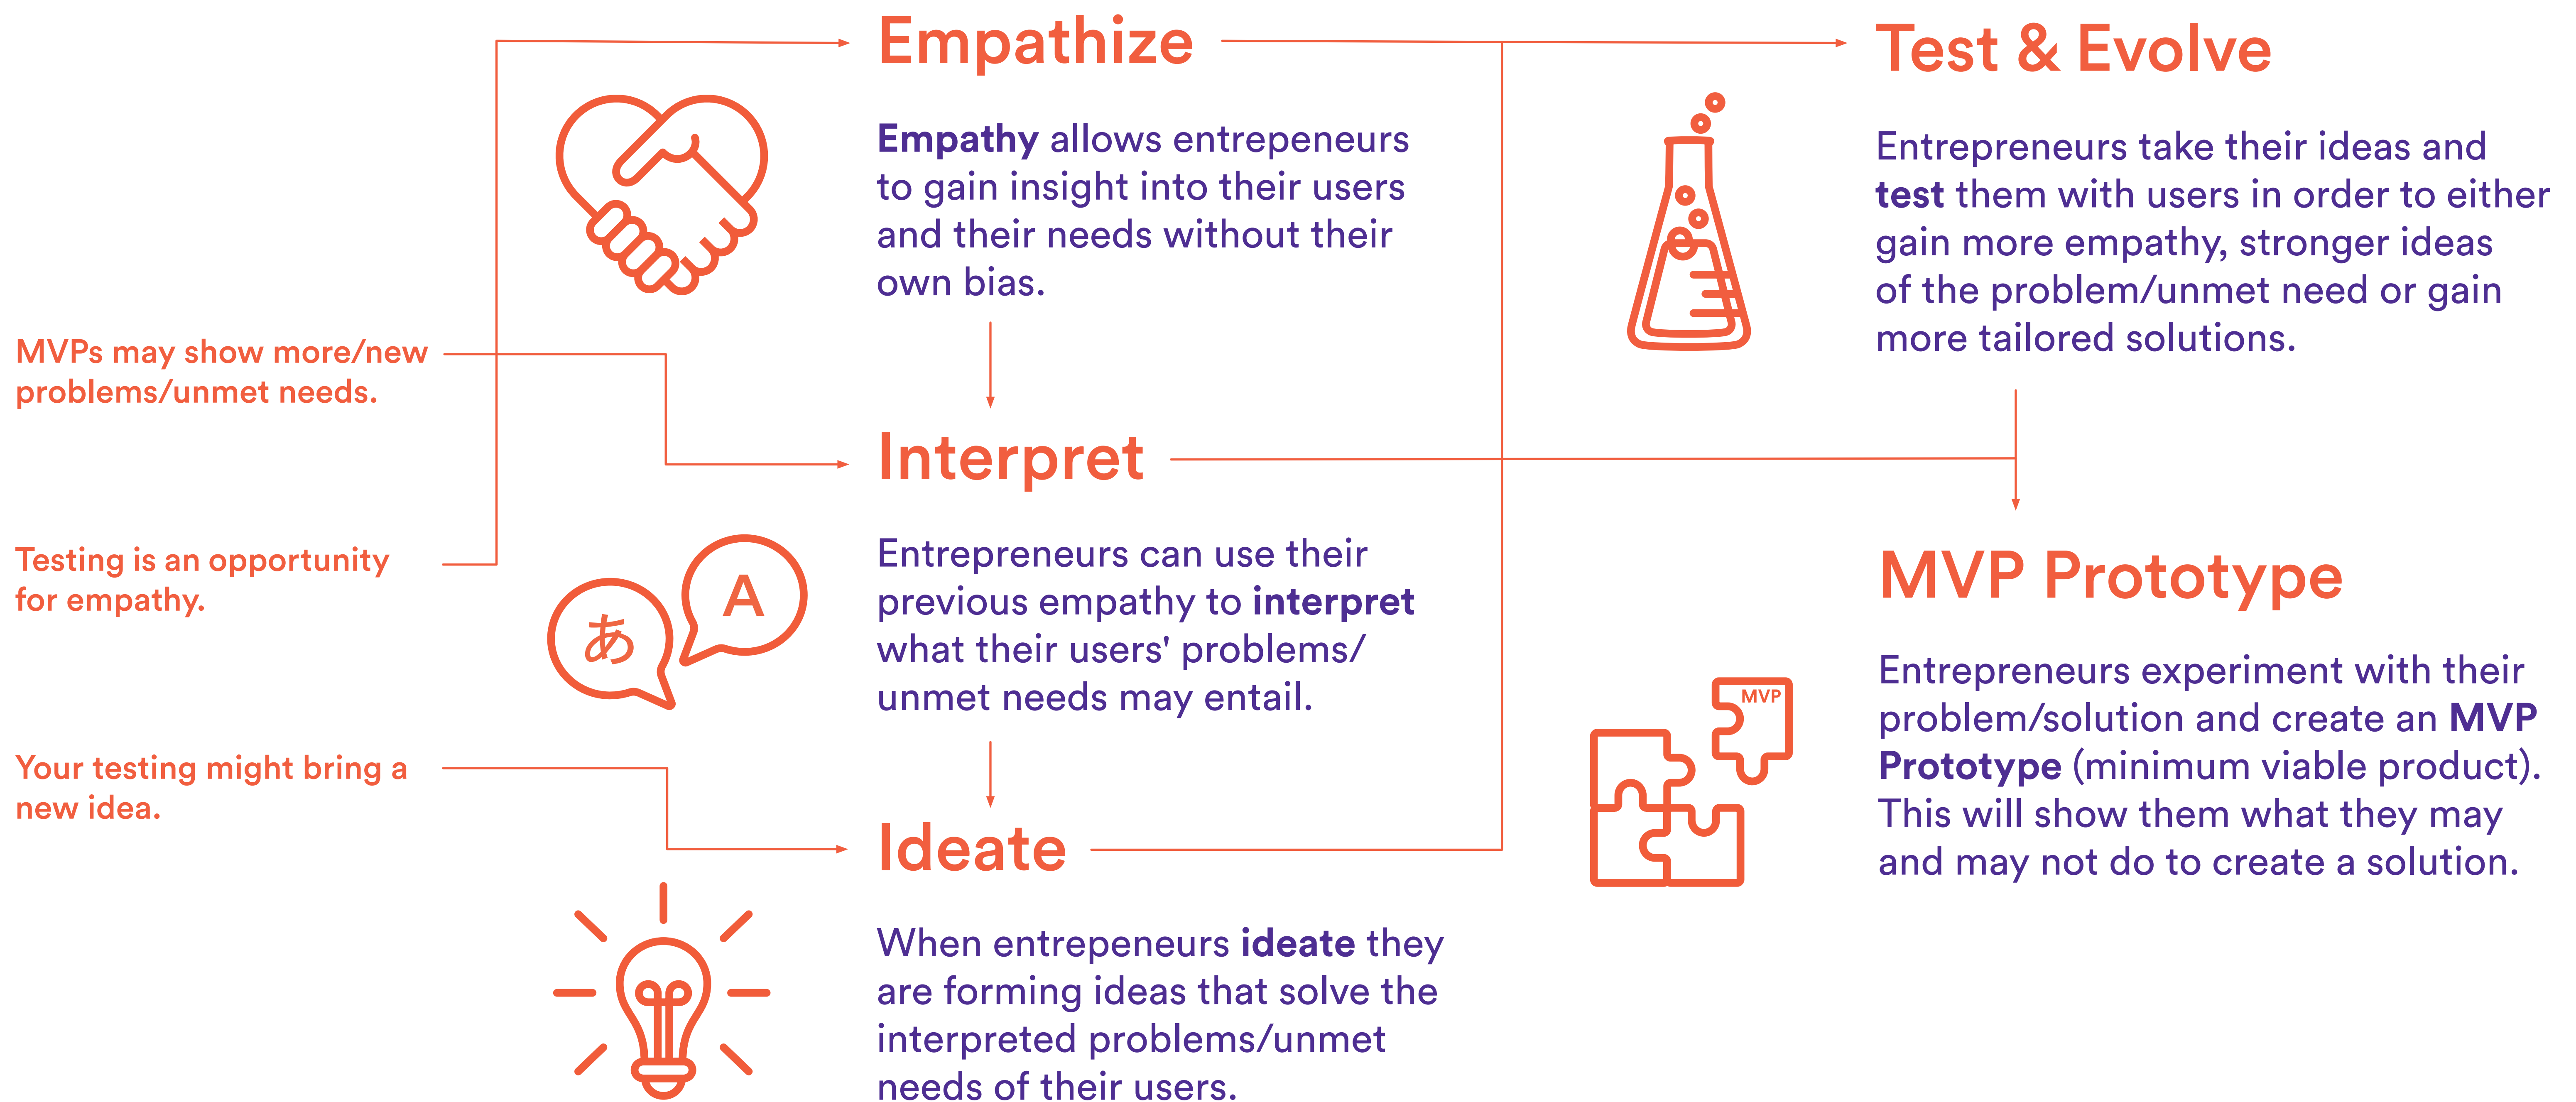 MVPs may show more/new
problems/unmet needs.
Testing is an opportunity
for empathy.
Your testing might bring a
new idea.
Empathize
Empathy allows entrepeneurs
to gain insight into their users
and their needs without their
own bias.
Interpret
あ
A
Entrepreneurs can use their
previous empathy to interpret
what their users' problems/
unmet needs may entail.
Ideate
When entrepeneurs ideate they
are forming ideas that solve the
interpreted problems/unmet
needs of their users.
Test & Evolve
Entrepreneurs take their ideas and
test them with users in order to either
gain more empathy, stronger ideas
of the problem/unmet need or gain
more tailored solutions.
MVP Prototype
MVP
Entrepreneurs experiment with their
problem/solution and create an MVP
Prototype (minimum viable product).
This will show them what they may
and may not do to create a solution.